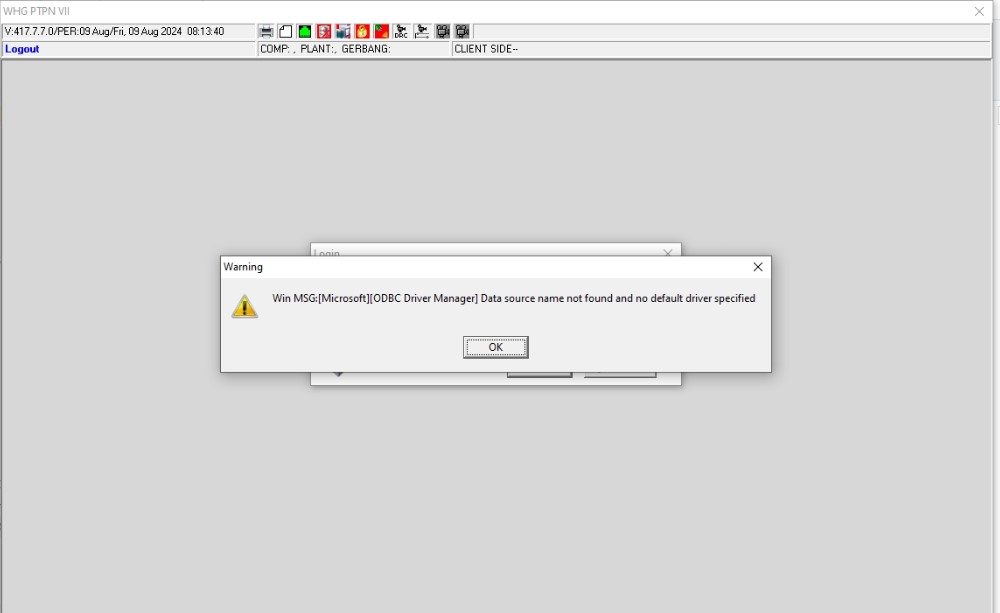 WHG PTPN VII
V:417.7.7.0/PER:09 Aug/Fri, 09 Aug 2024 08:13:40
DRC
Logout
COMP: , PLANT:, GERBANG:
CLIENT SIDE--
Login
Warning
Win MSG:[Microsoft][ODBC Driver Manager] Data source name not found and no default driver specified
OK